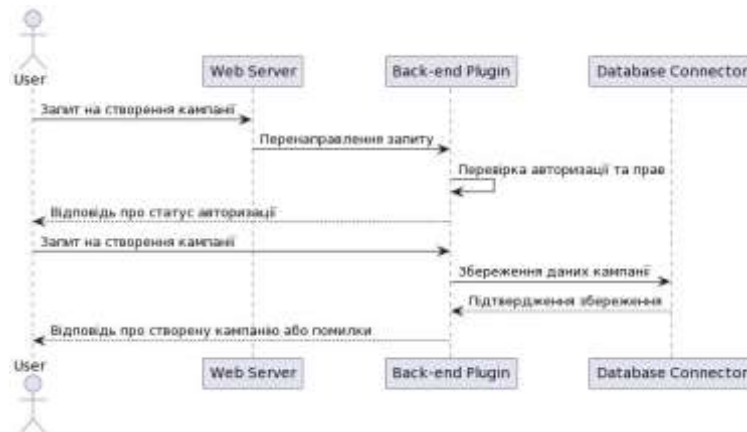 User
Web Server
Back-end Plugin
Database Connector
Запит на створення кампанії
Перенаправлення запиту
Перевірка авторизації та прав
Відповідь про статус авторизації
Запит на створення кампанії
Збереження даних кампанії
Підтвердження збереження
Відповідь про створену кампанію або помилки
User
Web Server
Back-end Plugin
Database Connector